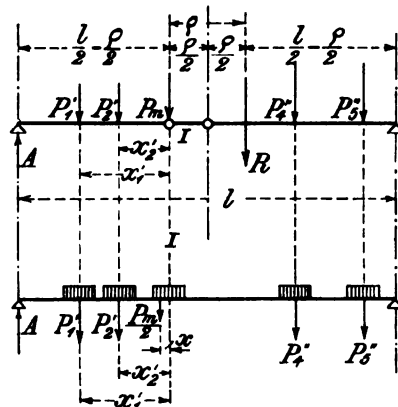 ρ
l/2 - ρ/2 ρ/2 ρ/2 l/2 - ρ/2
P₁' P₂' Pₘ P₄'' P₅''
I
A x₂' R
x₁'
l
I
A P₁' P₂' Pₘ/2 x P₄'' P₅''
x₂'
x₁'